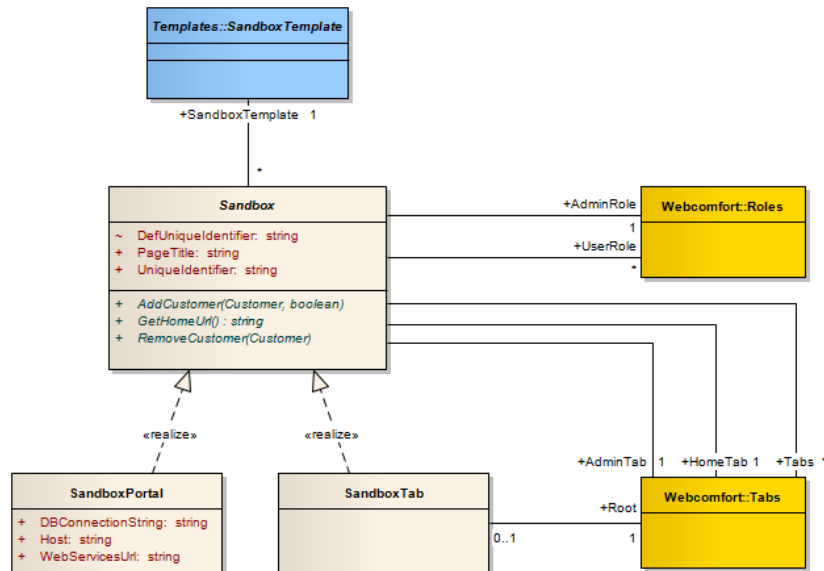 Templates::SandboxTemplate
+SandboxTemplate 1
*
Sandbox
~ DefUniqueIdentifier: string
+ PageTitle: string
+ UniqueIdentifier: string
+ AddCustomer(Customer, boolean)
+ GetHomeUrl() : string
+ RemoveCustomer(Customer)
+AdminRole
1
+UserRole
*
Webcomfort::Roles
«realize»
«realize»
+AdminTab 1
+HomeTab 1
+Tabs 1
SandboxPortal
+ DBConnectionString: string
+ Host: string
+ WebServicesUrl: string
SandboxTab
+Root
0..1
1
Webcomfort::Tabs